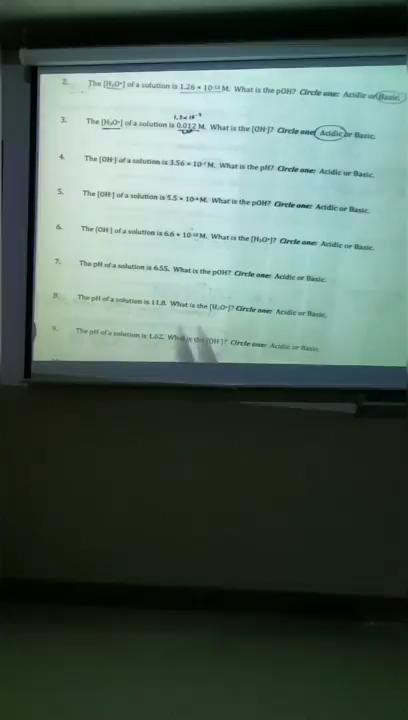 2. The [H₃O⁺] of a solution is 1.26 × 10⁻¹² M. What is the pOH? Circle one: Acidic or Basic.
1.2 × 10⁻²
3. The [H₃O⁺] of a solution is 0.012 M. What is the [OH⁻]? Circle one: Acidic or Basic.
4. The [OH⁻] of a solution is 3.56 × 10⁻⁷ M. What is the pH? Circle one: Acidic or Basic.
5. The [OH⁻] of a solution is 5.5 × 10⁻⁴ M. What is the pOH? Circle one: Acidic or Basic.
6. The [OH⁻] of a solution is 6.6 × 10⁻¹⁰ M. What is the [H₃O⁺]? Circle one: Acidic or Basic.
7. The pH of a solution is 6.55. What is the pOH? Circle one: Acidic or Basic.
8. The pH of a solution is 11.8. What is the [H₃O⁺]? Circle one: Acidic or Basic.
9. The pH of a solution is 1.62. What is the [OH⁻]? Circle one: Acidic or Basic.